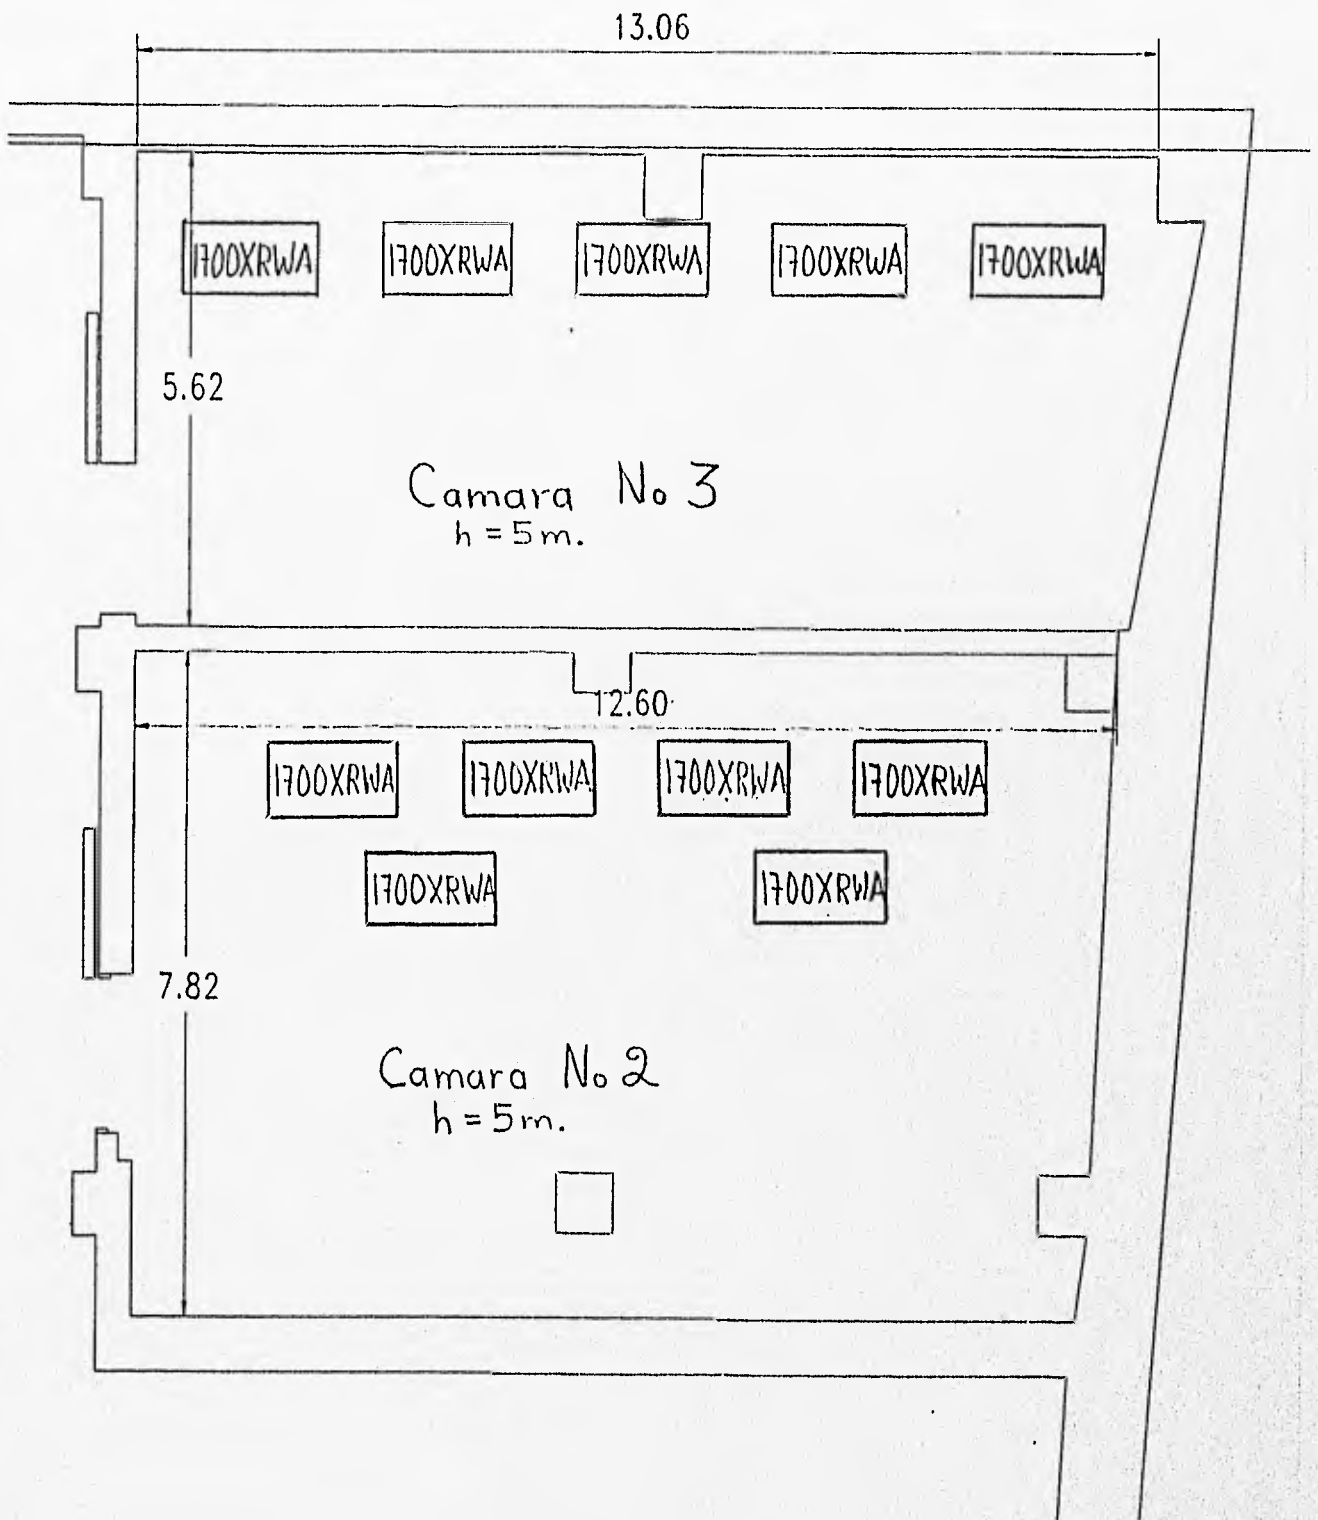 13.06
1700XRWA 1700XRWA 1700XRWA 1700XRWA 1700XRWA
5.62
Camara No 3
h = 5m.
12.60
1700XRWA 1700XRWA 1700XRWA 1700XRWA
1700XRWA 1700XRWA
7.82
Camara No 2
h = 5m.